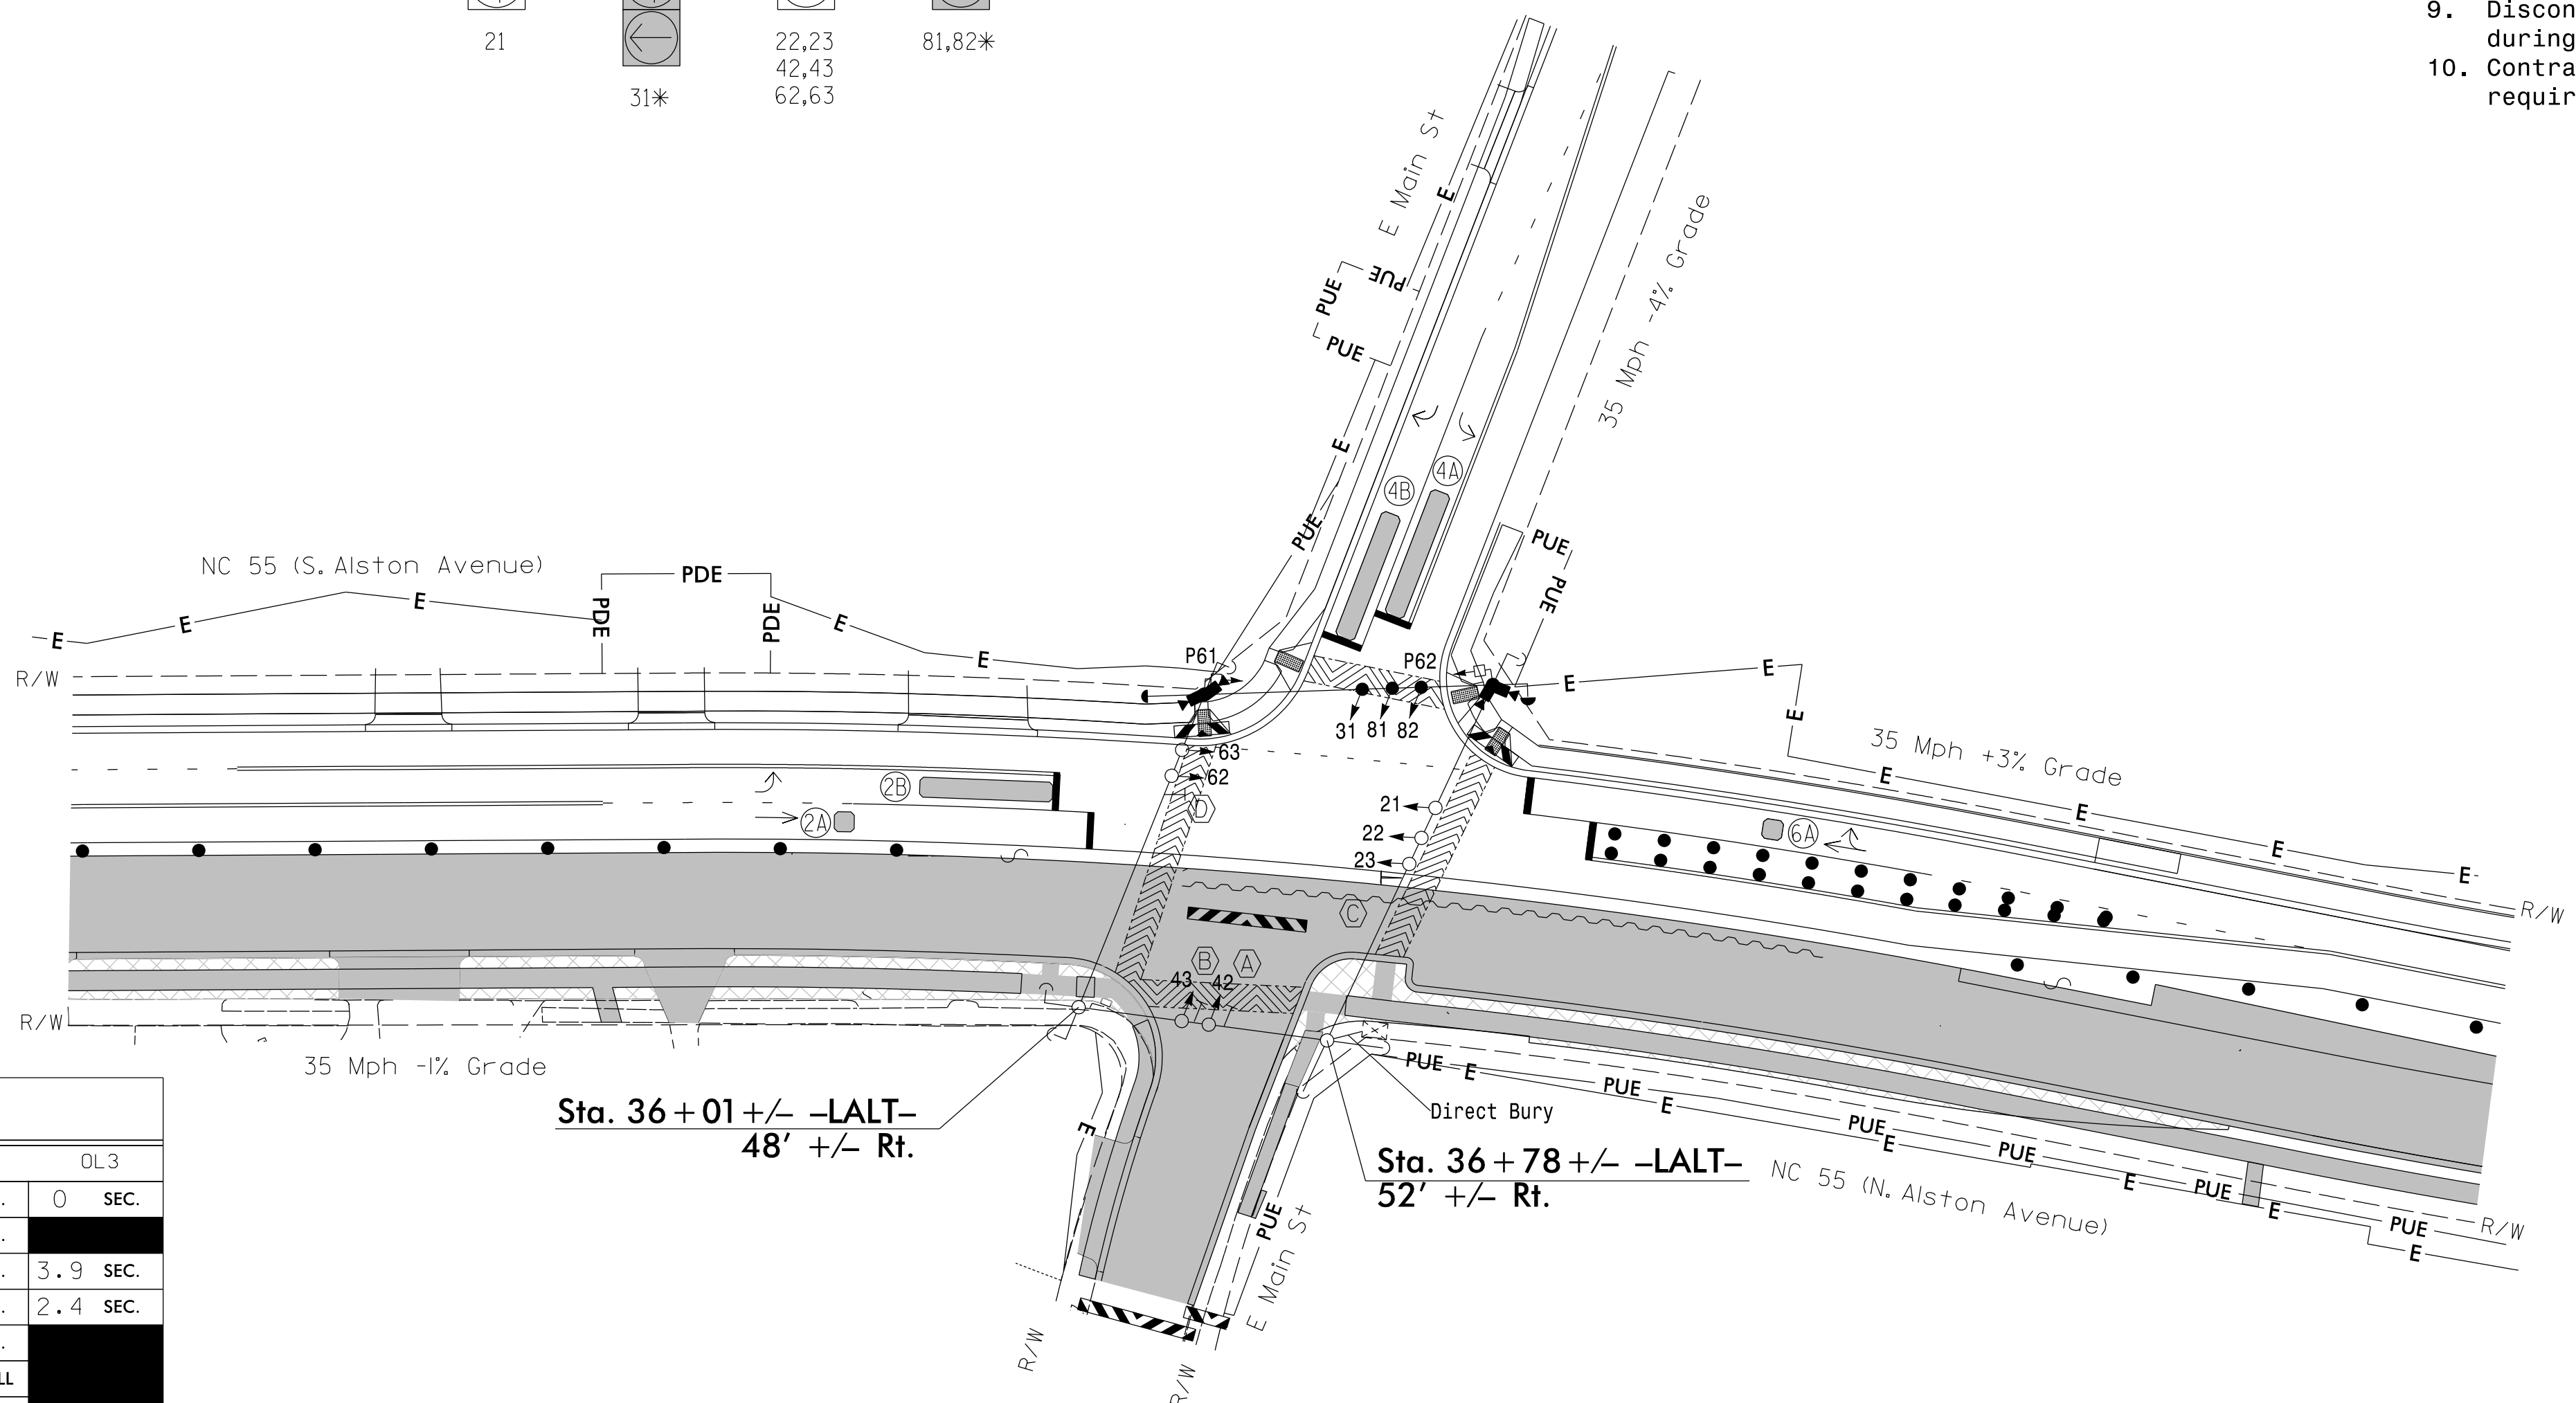 21
31*
22,23
42,43
62,63
81,82*
9. Discon
during
10. Contra
requir
E Main St
E
PUE
PUE
PUE
E
PUE
35 Mph -4% Grade
4B
4A
PUE
PUE
NC 55 (S. Alston Avenue)
PDE
PDE
PDE
E
E
E
E
E
R/W
P61
P62
31
81
82
63
62
E
E
E
35 Mph +3% Grade
E
E
E
E
R/W
2B
2A
D
21
22
23
6A
C
B
A
43
42
R/W
35 Mph -1% Grade
Sta. 36+01+/- -LALT-
48' +/- Rt.
E
Direct Bury
Sta. 36+78+/- -LALT-
52' +/- Rt.
PUE
E
PUE
E
PUE
E
PUE
E
PUE
E
PUE
E
R/W
NC 55 (N. Alston Avenue)
PUE
E Main St
R/W
R/W
OL3
. 0 SEC.
.
. 3.9 SEC.
. 2.4 SEC.
.
LL